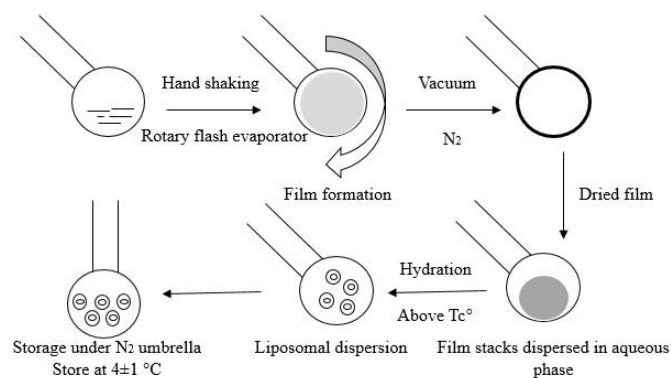 Hand shaking
Rotary flash evaporator
Film formation
Vacuum
N2
Dried film
Film stacks dispersed in aqueous
phase
Hydration
Above Tc°
Liposomal dispersion
Storage under N2 umbrella
Store at 4±1 °C